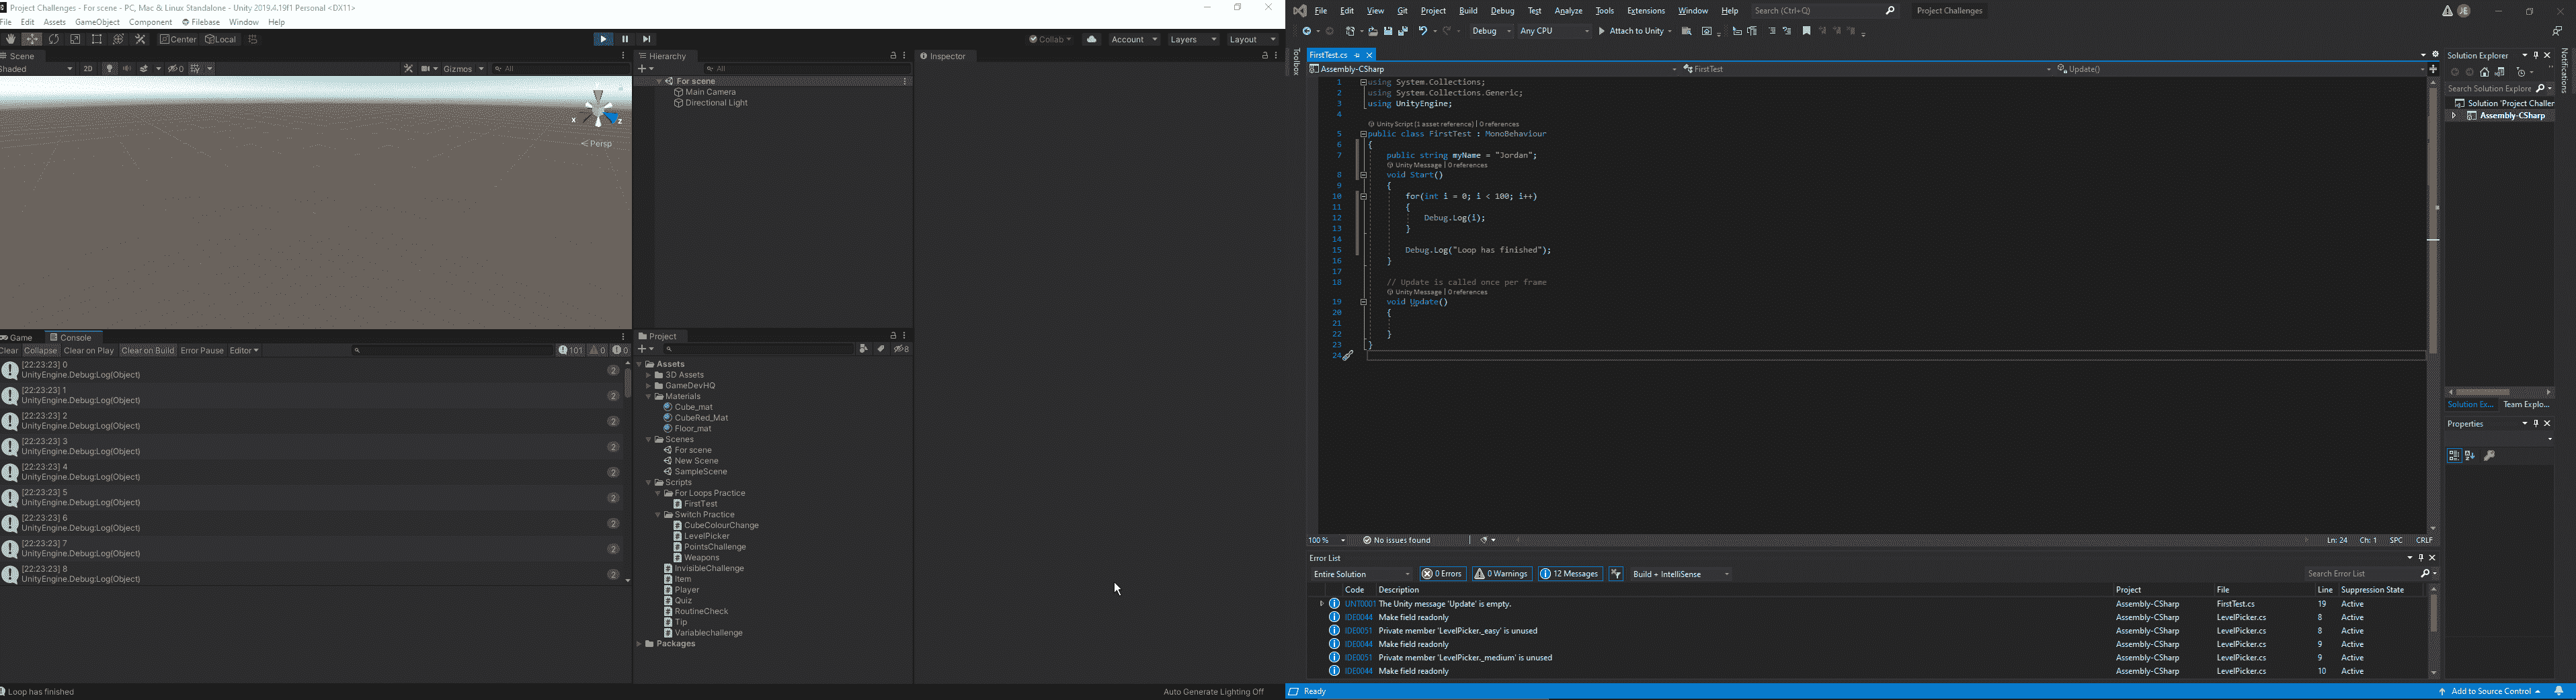 Project Challenges - For scene - PC, Mac & Linux Standalone - Unity 2019.4.19f1 Personal <DX11>
File Edit Assets GameObject Component Filebase Window Help
Center Local
Collab Account Layers Layout
Scene
Shaded 2D 0 Gizmos All
x z
Persp
Hierarchy
All
For scene
Main Camera
Directional Light
Inspector
Game Console
Clear Collapse Clear on Play Clear on Build Error Pause Editor 101 0 0
[22:23:23] 0
UnityEngine.Debug:Log(Object) 2
[22:23:23] 1
UnityEngine.Debug:Log(Object) 2
[22:23:23] 2
UnityEngine.Debug:Log(Object) 2
[22:23:23] 3
UnityEngine.Debug:Log(Object) 2
[22:23:23] 4
UnityEngine.Debug:Log(Object) 2
[22:23:23] 5
UnityEngine.Debug:Log(Object) 2
[22:23:23] 6
UnityEngine.Debug:Log(Object) 2
[22:23:23] 7
UnityEngine.Debug:Log(Object) 2
[22:23:23] 8
UnityEngine.Debug:Log(Object) 2
Loop has finished
Project
8
Assets
3D Assets
GameDevHQ
Materials
Cube_mat
CubeRed_Mat
Floor_mat
Scenes
For scene
New Scene
SampleScene
Scripts
For Loops Practice
FirstTest
Switch Practice
CubeColourChange
LevelPicker
PointsChallenge
Weapons
InvisibleChallenge
Item
Player
Quiz
RoutineCheck
Tip
Variablechallenge
Packages
Auto Generate Lighting Off
File Edit View Git Project Build Debug Test Analyze Tools Extensions Window Help Search (Ctrl+Q) Project Challenges JE
Debug Any CPU Attach to Unity
Toolbox
FirstTest.cs
Assembly-CSharp FirstTest Update()
1 using System.Collections;
2 using System.Collections.Generic;
3 using UnityEngine;
4
Unity Script (1 asset reference) | 0 references
5 public class FirstTest : MonoBehaviour
6 {
7 public string myName = "Jordan";
Unity Message | 0 references
8 void Start()
9 {
10 for(int i = 0; i < 100; i++)
11 {
12 Debug.Log(i);
13 }
14
15 Debug.Log("Loop has finished");
16 }
17
18 // Update is called once per frame
Unity Message | 0 references
19 void Update()
20 {
21
22 }
23 }
24
100 % No issues found Ln: 24 Ch: 1 SPC CRLF
Error List
Entire Solution 0 Errors 0 Warnings 12 Messages Build + IntelliSense Search Error List
Code Description Project File Line Suppression State
UNT0001 The Unity message 'Update' is empty. Assembly-CSharp FirstTest.cs 19 Active
IDE0044 Make field readonly Assembly-CSharp LevelPicker.cs 8 Active
IDE0051 Private member 'LevelPicker._easy' is unused Assembly-CSharp LevelPicker.cs 8 Active
IDE0044 Make field readonly Assembly-CSharp LevelPicker.cs 9 Active
IDE0051 Private member 'LevelPicker._medium' is unused Assembly-CSharp LevelPicker.cs 9 Active
IDE0044 Make field readonly Assembly-CSharp LevelPicker.cs 10 Active
Ready Add to Source Control
Solution Explorer
Search Solution Explore
Solution 'Project Challen
Assembly-CSharp
Solution Ex... Team Explo...
Properties
Notifications